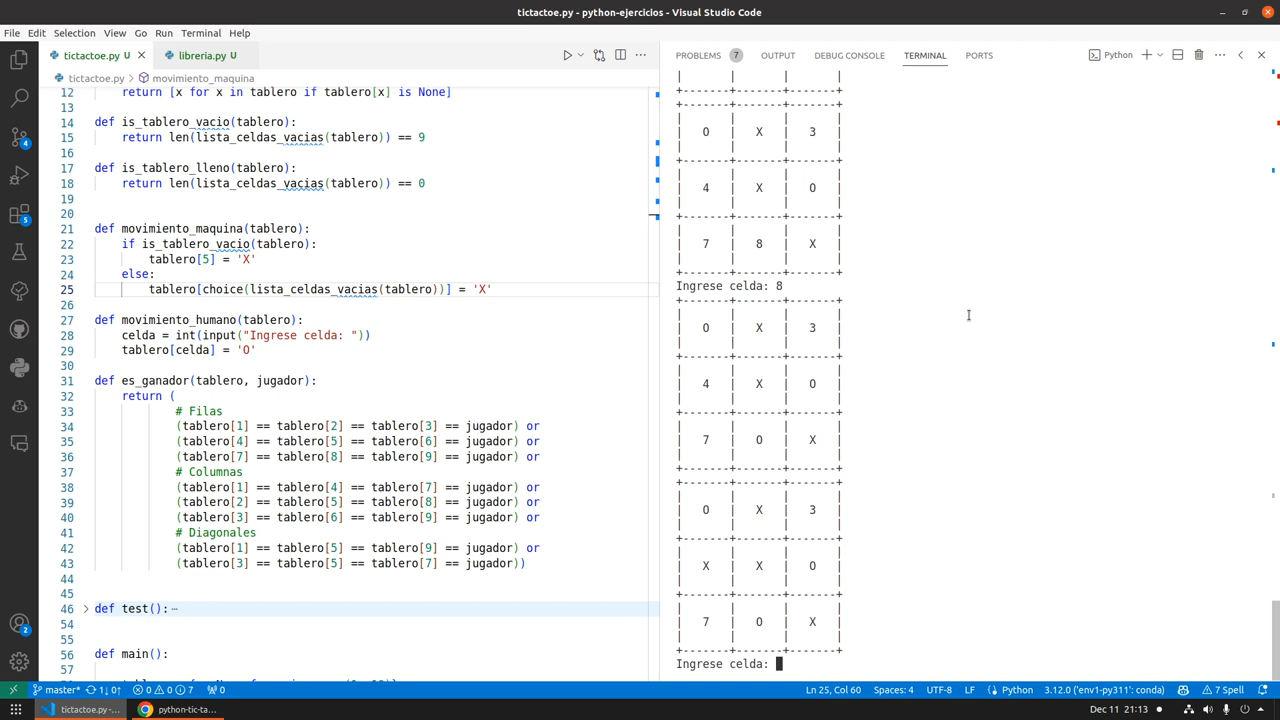 tictactoe.py - python-ejercicios - Visual Studio Code
File Edit Selection View Go Run Terminal Help
tictactoe.py U
libreria.py U
PROBLEMS 7 OUTPUT DEBUG CONSOLE TERMINAL PORTS
Python
tictactoe.py > movimiento_maquina
12 return [x for x in tablero if tablero[x] is None]
13
14 def is_tablero_vacio(tablero):
15 return len(lista_celdas_vacias(tablero)) == 9
16
17 def is_tablero_lleno(tablero):
18 return len(lista_celdas_vacias(tablero)) == 0
19
20
21 def movimiento_maquina(tablero):
22 if is_tablero_vacio(tablero):
23 tablero[5] = 'X'
24 else:
25 tablero[choice(lista_celdas_vacias(tablero))] = 'X'
26
27 def movimiento_humano(tablero):
28 celda = int(input("Ingrese celda: "))
29 tablero[celda] = 'O'
30
31 def es_ganador(tablero, jugador):
32 return (
33 # Filas
34 (tablero[1] == tablero[2] == tablero[3] == jugador) or
35 (tablero[4] == tablero[5] == tablero[6] == jugador) or
36 (tablero[7] == tablero[8] == tablero[9] == jugador) or
37 # Columnas
38 (tablero[1] == tablero[4] == tablero[7] == jugador) or
39 (tablero[2] == tablero[5] == tablero[8] == jugador) or
40 (tablero[3] == tablero[6] == tablero[9] == jugador) or
41 # Diagonales
42 (tablero[1] == tablero[5] == tablero[9] == jugador) or
43 (tablero[3] == tablero[5] == tablero[7] == jugador))
44
45
46 def test(): ⋯
54
55
56 def main():
57
| | | |
+------+------+------+
+------+------+------+
| | | |
| O | X | 3 |
| | | |
+------+------+------+
| | | |
| 4 | X | O |
| | | |
+------+------+------+
| | | |
| 7 | 8 | X |
| | | |
+------+------+------+
Ingrese celda: 8
+------+------+------+
| | | |
| O | X | 3 |
| | | |
+------+------+------+
| | | |
| 4 | X | O |
| | | |
+------+------+------+
| | | |
| 7 | O | X |
| | | |
+------+------+------+
+------+------+------+
| | | |
| O | X | 3 |
| | | |
+------+------+------+
| | | |
| X | X | O |
| | | |
+------+------+------+
| | | |
| 7 | O | X |
| | | |
+------+------+------+
Ingrese celda:
4
5
2
master* 1↓ 0↑ 0 0 7 0
Ln 25, Col 60 Spaces: 4 UTF-8 LF Python 3.12.0 ('env1-py311': conda) 7 Spell
tictactoe.py -...
python-tic-ta...
Dec 11 21:13